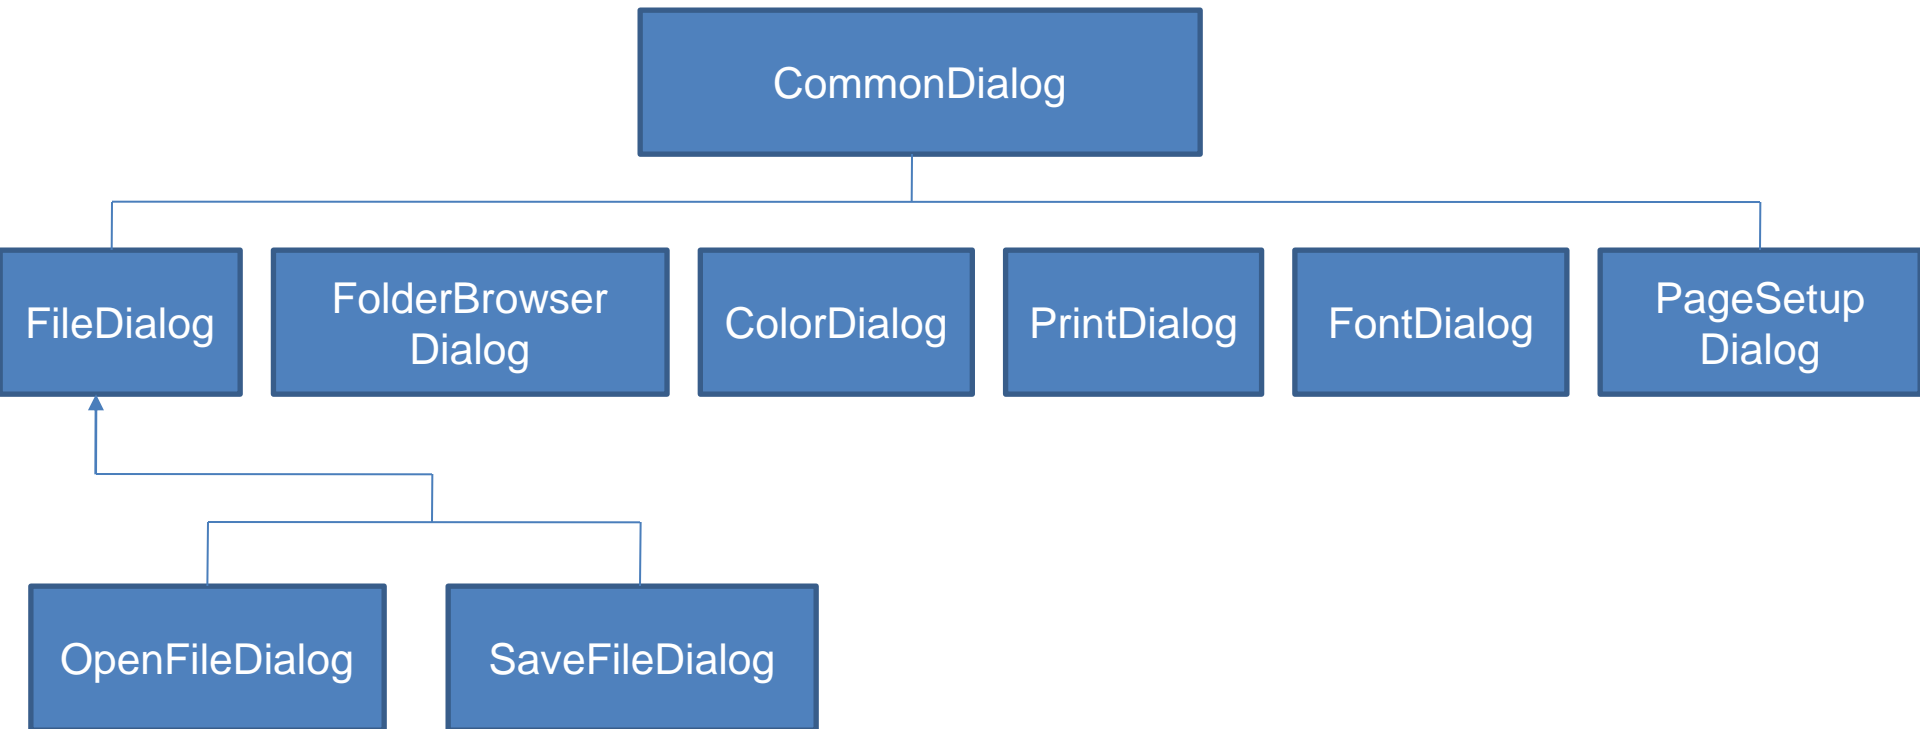 CommonDialog
FileDialog
FolderBrowser
Dialog
ColorDialog
PrintDialog
FontDialog
PageSetup
Dialog
OpenFileDialog
SaveFileDialog